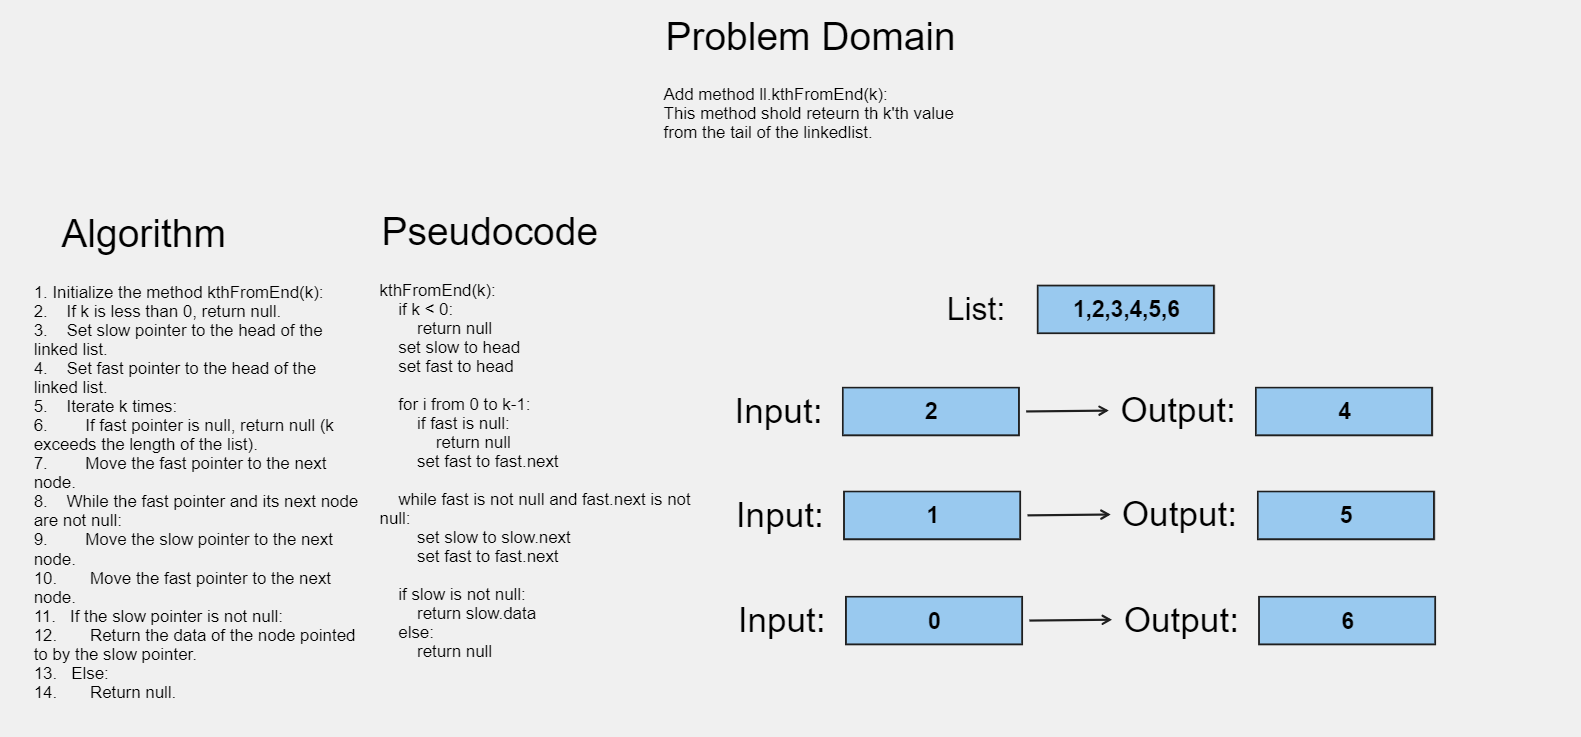 Problem Domain
Add method ll.kthFromEnd(k):
This method shold reteurn th k'th value
from the tail of the linkedlist.
Algorithm
1. Initialize the method kthFromEnd(k):
2. If k is less than 0, return null.
3. Set slow pointer to the head of the
linked list.
4. Set fast pointer to the head of the
linked list.
5. Iterate k times:
6. If fast pointer is null, return null (k
exceeds the length of the list).
7. Move the fast pointer to the next
node.
8. While the fast pointer and its next node
are not null:
9. Move the slow pointer to the next
node.
10. Move the fast pointer to the next
node.
11. If the slow pointer is not null:
12. Return the data of the node pointed
to by the slow pointer.
13. Else:
14. Return null.
Pseudocode
kthFromEnd(k):
if k < 0:
return null
set slow to head
set fast to head
for i from 0 to k-1:
if fast is null:
return null
set fast to fast.next
while fast is not null and fast.next is not
null:
set slow to slow.next
set fast to fast.next
if slow is not null:
return slow.data
else:
return null
List: 1,2,3,4,5,6
Input: 2 Output: 4
Input: 1 Output: 5
Input: 0 Output: 6